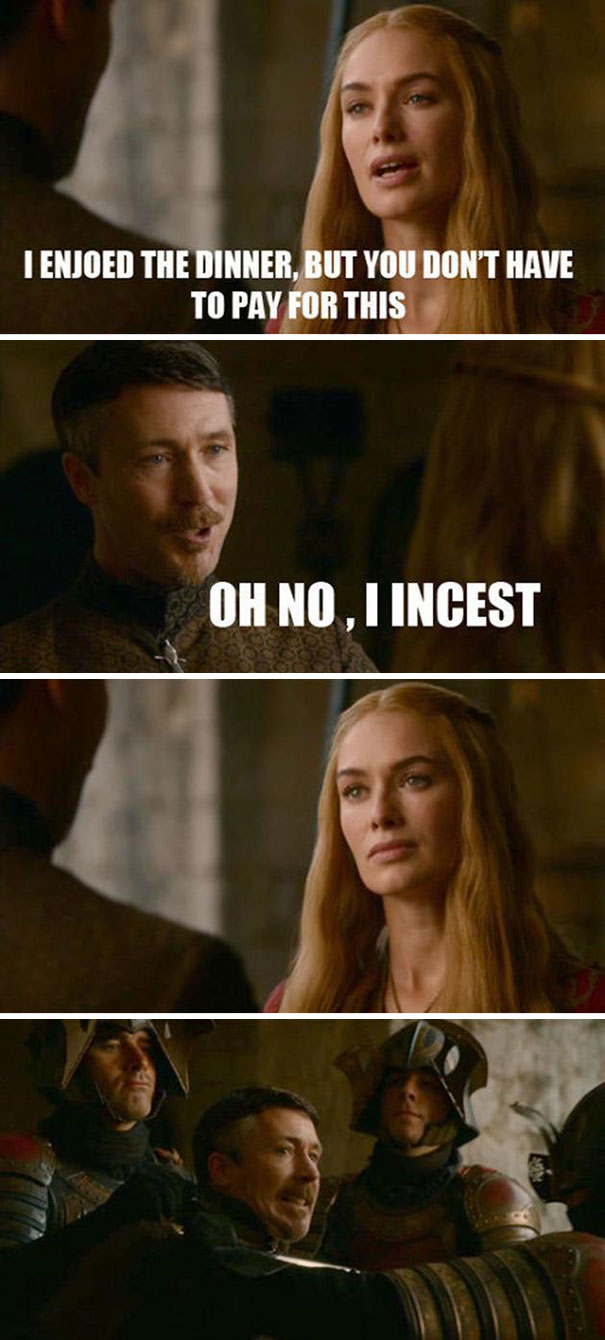 I ENJOED THE DINNER, BUT YOU DON'T HAVE
TO PAY FOR THIS
OH NO , I INCEST